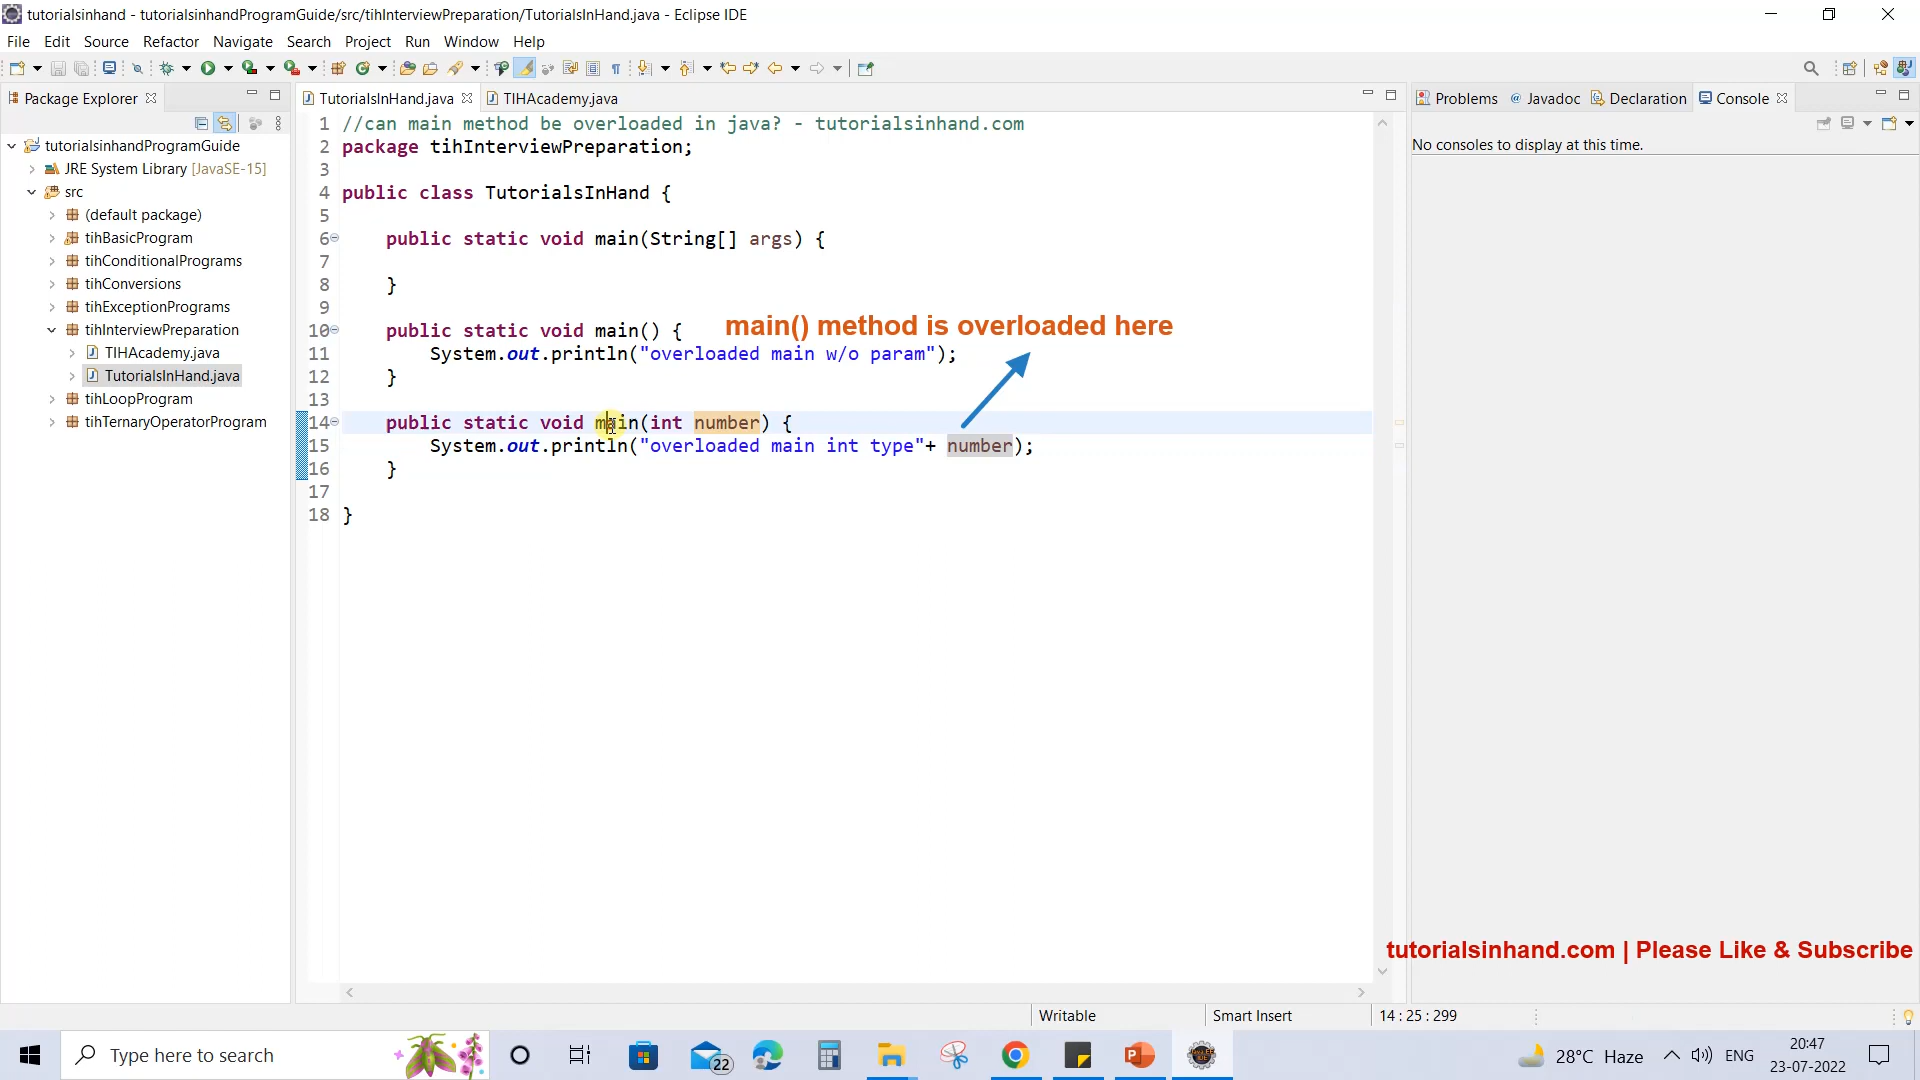 tutorialsinhand - tutorialsinhandProgramGuide/src/tihInterviewPreparation/TutorialsInHand.java - Eclipse IDE
File Edit Source Refactor Navigate Search Project Run Window Help
Package Explorer
tutorialsinhandProgramGuide
JRE System Library [JavaSE-15]
src
(default package)
tihBasicProgram
tihConditionalPrograms
tihConversions
tihExceptionPrograms
tihInterviewPreparation
TIHAcademy.java
TutorialsInHand.java
tihLoopProgram
tihTernaryOperatorProgram
TutorialsInHand.java TIHAcademy.java
1 //can main method be overloaded in java? - tutorialsinhand.com
2 package tihInterviewPreparation;
3
4 public class TutorialsInHand {
5
6 public static void main(String[] args) {
7
8 }
9
10 public static void main() {
main() method is overloaded here
11 System.out.println("overloaded main w/o param");
12 }
13
14 public static void main(int number) {
15 System.out.println("overloaded main int type"+ number);
16 }
17
18 }
Problems @ Javadoc Declaration Console
No consoles to display at this time.
tutorialsinhand.com | Please Like & Subscribe
Writable Smart Insert 14 : 25 : 299
Type here to search
22
28°C Haze
ENG
20:47
23-07-2022